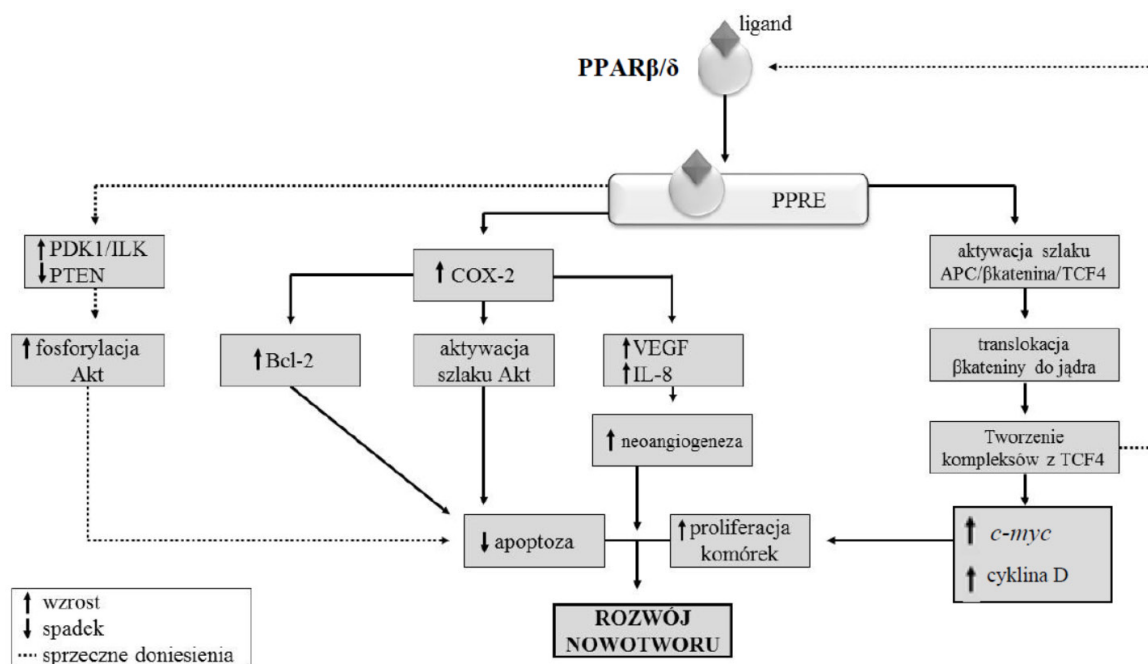 ligand
PPARβ/δ
PPRE
↑PDK1/ILK
↓PTEN
↑ COX-2
aktywacja szlaku
APC/βkatenina/TCF4
↑ fosforylacja
Akt
↑Bcl-2
aktywacja
szlaku Akt
↑VEGF
↑IL-8
translokacja
βkateniny do jądra
↑ neoangiogeneza
Tworzenie
kompleksów z TCF4
↓ apoptoza
↑ proliferacja
komórek
↑ c-myc
↑ cyklina D
ROZWÓJ
NOWOTWORU
↑ wzrost
↓ spadek
sprzeczne doniesienia